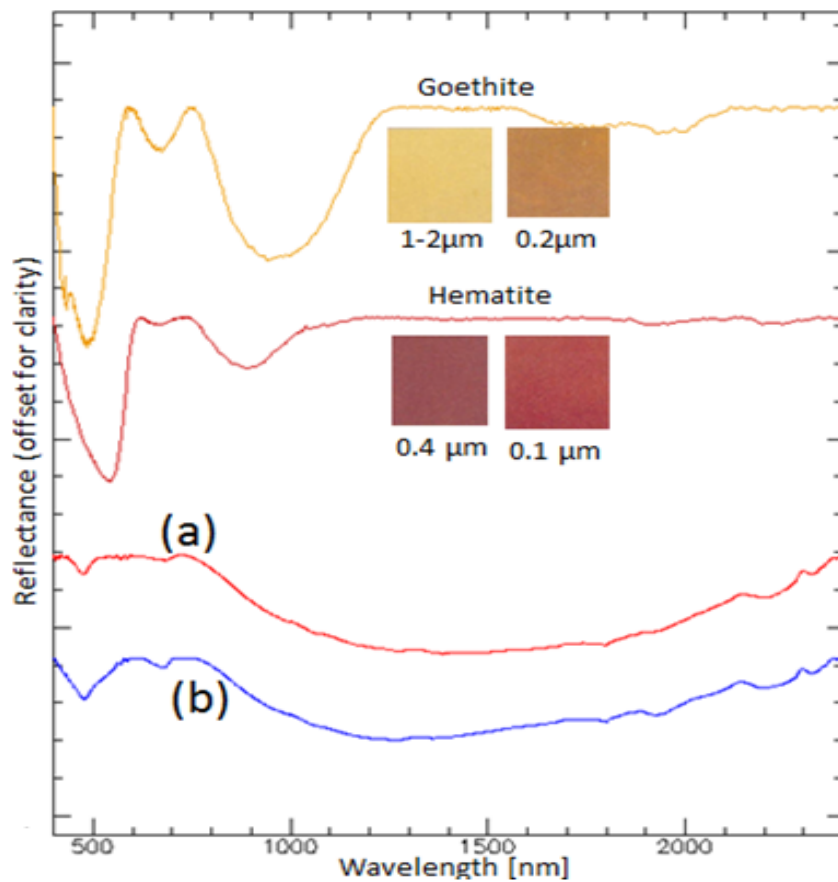 Goethite
1-2μm 0.2μm
Hematite
0.4 μm 0.1 μm
(a)
(b)
Reflectance (offset for clarity)
500 1000 1500 2000
Wavelength [nm]